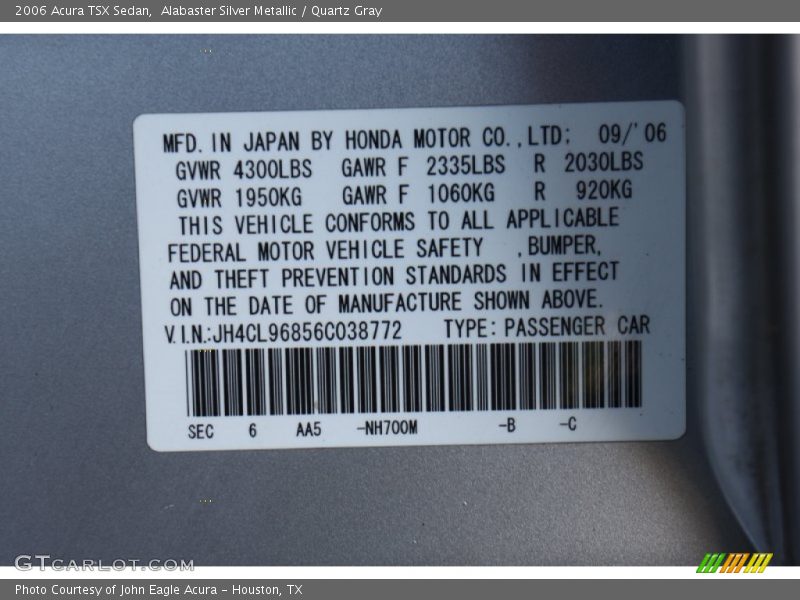 2006 Acura TSX Sedan,  Alabaster Silver Metallic / Quartz Gray
MFD. IN JAPAN BY HONDA MOTOR CO.,LTD; 09/'06
GVWR 4300LBS GAWR F 2335LBS R 2030LBS
GVWR 1950KG GAWR F 1060KG R 920KG
THIS VEHICLE CONFORMS TO ALL APPLICABLE
FEDERAL MOTOR VEHICLE SAFETY ,BUMPER,
AND THEFT PREVENTION STANDARDS IN EFFECT
ON THE DATE OF MANUFACTURE SHOWN ABOVE.
V.I.N.:JH4CL96856C038772 TYPE: PASSENGER CAR
SEC 6 AA5 -NH700M -B -C
GTCARLOT.COM
Photo Courtesy of John Eagle Acura - Houston, TX